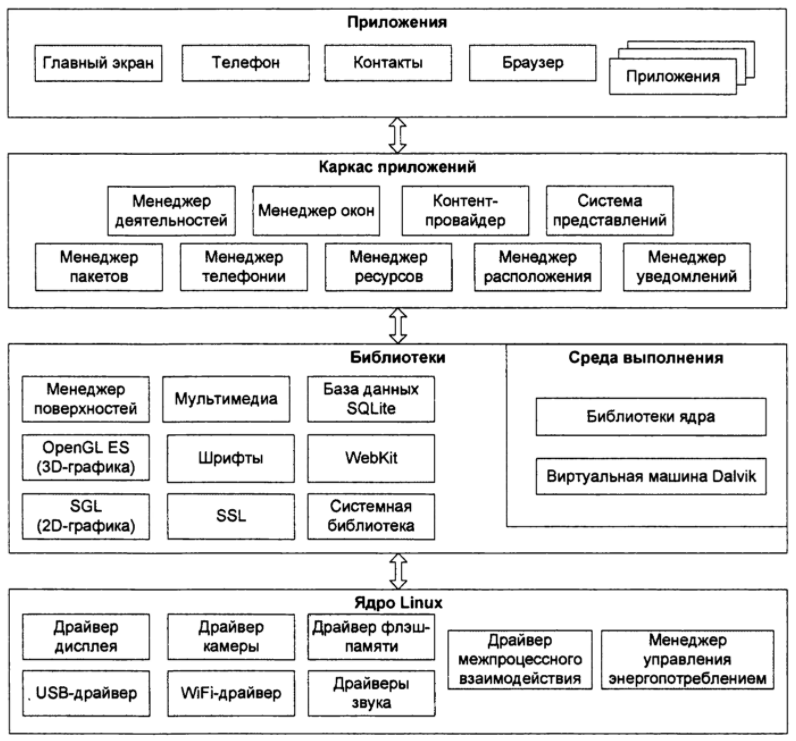 Приложения
Главный экран
Телефон
Контакты
Браузер
Приложения
Каркас приложений
Менеджер
деятельностей
Менеджер окон
Контент-
провайдер
Система
представлений
Менеджер
пакетов
Менеджер
телефонии
Менеджер
ресурсов
Менеджер
расположения
Менеджер
уведомлений
Библиотеки
Менеджер
поверхностей
Мультимедиа
База данных
SQLite
OpenGL ES
(3D-графика)
Шрифты
WebKit
SGL
(2D-графика)
SSL
Системная
библиотека
Среда выполнения
Библиотеки ядра
Виртуальная машина Dalvik
Ядро Linux
Драйвер
дисплея
Драйвер
камеры
Драйвер флэш-
памяти
Драйвер
межпроцессного
взаимодействия
Менеджер
управления
энергопотреблением
USB-драйвер
WiFi-драйвер
Драйверы
звука